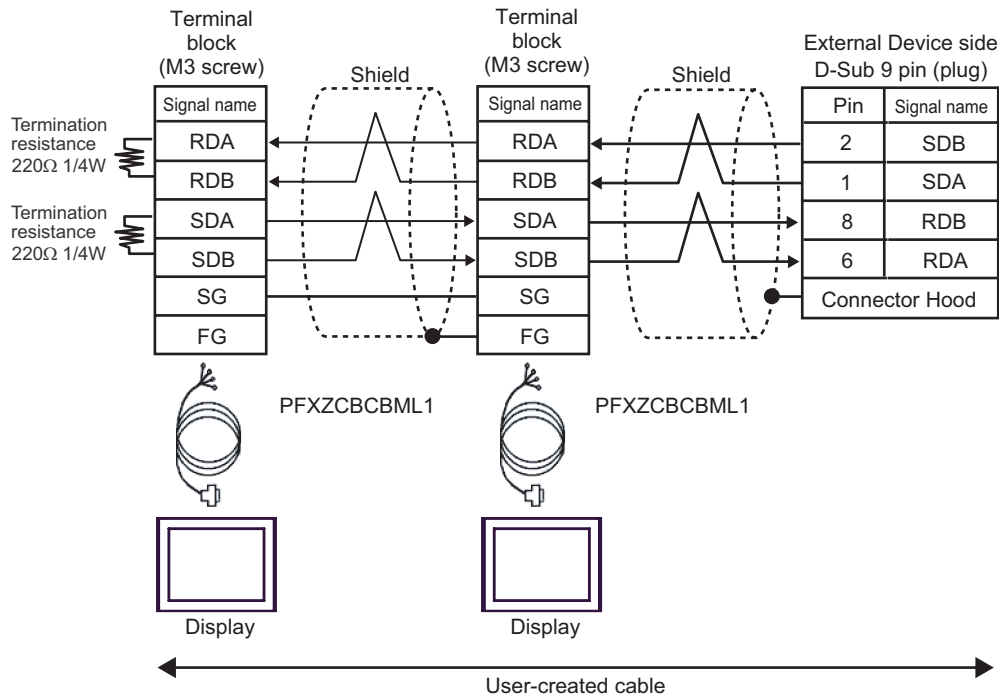 Terminal
block
(M3 screw)
Terminal
block
(M3 screw)
External Device side
D-Sub 9 pin (plug)
Shield
Shield
Signal name
Signal name
Pin
Signal name
Termination
resistance
220Ω 1/4W
RDA
RDA
2
SDB
RDB
RDB
1
SDA
Termination
resistance
220Ω 1/4W
SDA
SDA
8
RDB
SDB
SDB
6
RDA
SG
SG
Connector Hood
FG
FG
PFXZCBCBML1
PFXZCBCBML1
Display
Display
User-created cable